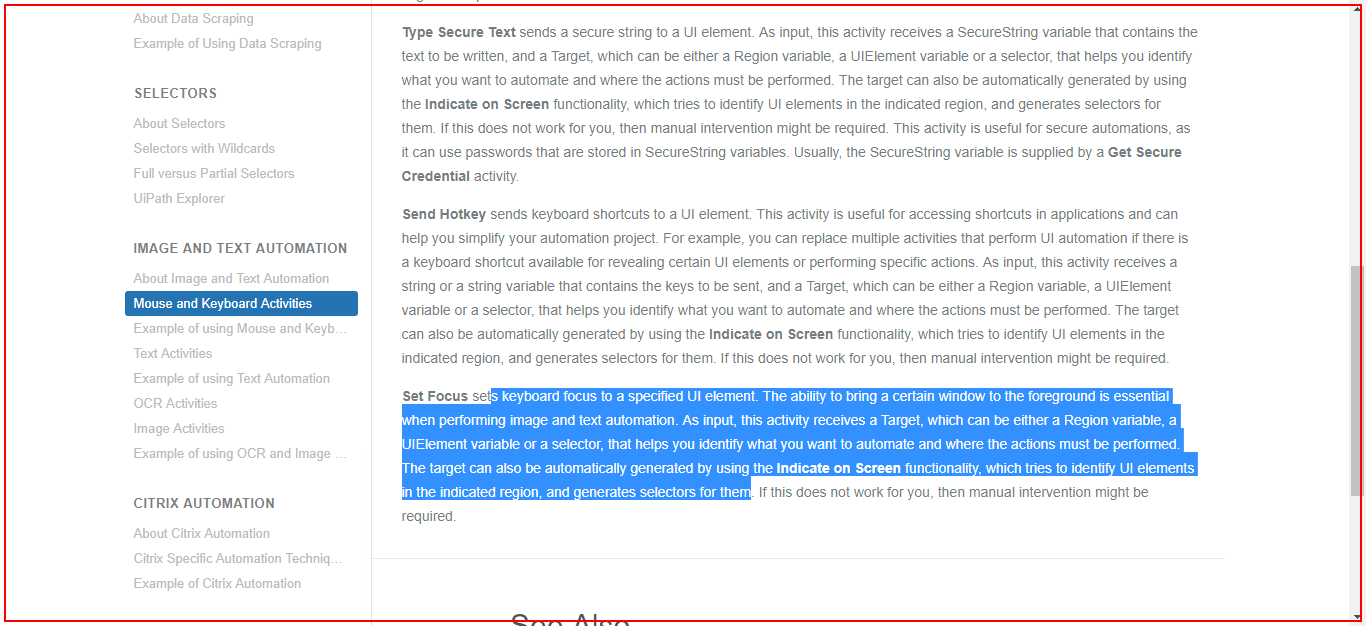 About Data Scraping
Example of Using Data Scraping
SELECTORS
About Selectors
Selectors with Wildcards
Full versus Partial Selectors
UiPath Explorer
IMAGE AND TEXT AUTOMATION
About Image and Text Automation
Mouse and Keyboard Activities
Example of using Mouse and Keyb...
Text Activities
Example of using Text Automation
OCR Activities
Image Activities
Example of using OCR and Image ...
CITRIX AUTOMATION
About Citrix Automation
Citrix Specific Automation Techniq...
Example of Citrix Automation
Type Secure Text sends a secure string to a UI element. As input, this activity receives a SecureString variable that contains the
text to be written, and a Target, which can be either a Region variable, a UIElement variable or a selector, that helps you identify
what you want to automate and where the actions must be performed. The target can also be automatically generated by using
the Indicate on Screen functionality, which tries to identify UI elements in the indicated region, and generates selectors for
them. If this does not work for you, then manual intervention might be required. This activity is useful for secure automations, as
it can use passwords that are stored in SecureString variables. Usually, the SecureString variable is supplied by a Get Secure
Credential activity.
Send Hotkey sends keyboard shortcuts to a UI element. This activity is useful for accessing shortcuts in applications and can
help you simplify your automation project. For example, you can replace multiple activities that perform UI automation if there is
a keyboard shortcut available for revealing certain UI elements or performing specific actions. As input, this activity receives a
string or a string variable that contains the keys to be sent, and a Target, which can be either a Region variable, a UIElement
variable or a selector, that helps you identify what you want to automate and where the actions must be performed. The target
can also be automatically generated by using the Indicate on Screen functionality, which tries to identify UI elements in the
indicated region, and generates selectors for them. If this does not work for you, then manual intervention might be required.
Set Focus sets keyboard focus to a specified UI element. The ability to bring a certain window to the foreground is essential
when performing image and text automation. As input, this activity receives a Target, which can be either a Region variable, a
UIElement variable or a selector, that helps you identify what you want to automate and where the actions must be performed.
The target can also be automatically generated by using the Indicate on Screen functionality, which tries to identify UI elements
in the indicated region, and generates selectors for them. If this does not work for you, then manual intervention might be
required.
See Also